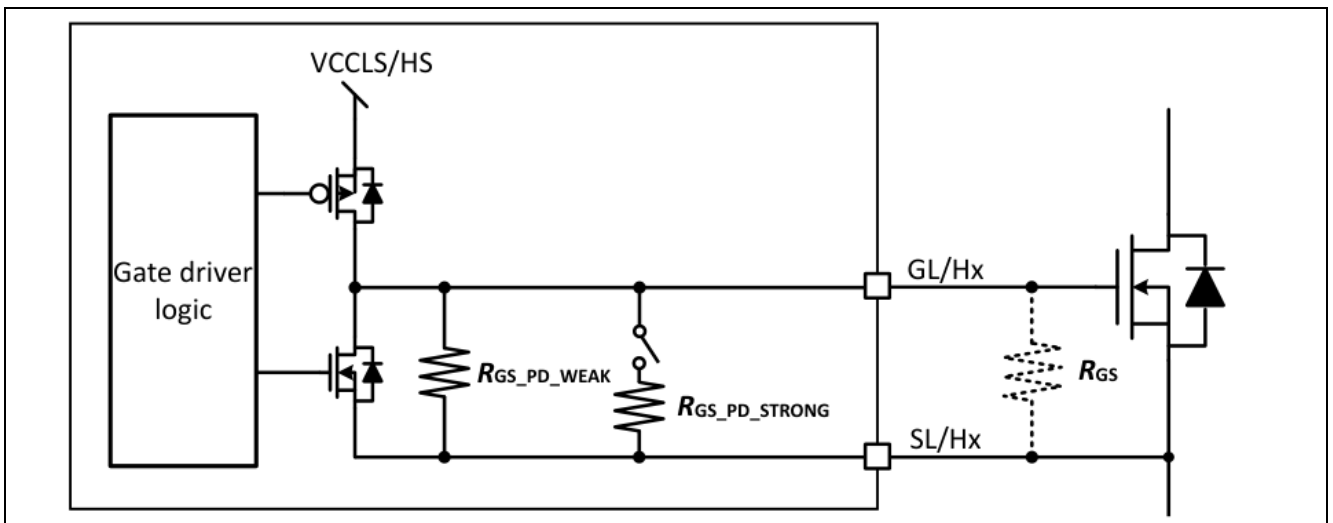 VCCLS/HS
Gate driver
logic
GL/Hx
RGS_PD_WEAK
RGS
RGS_PD_STRONG
SL/Hx